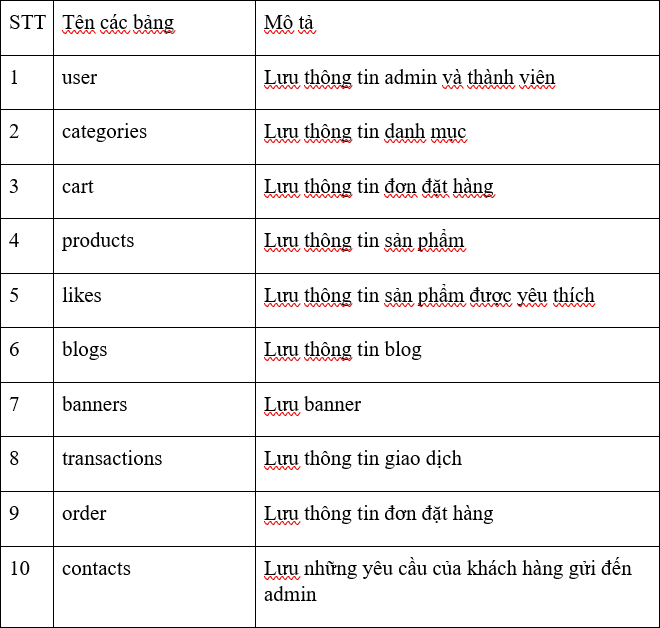 STT Tên các bảng Mô tả
1 user Lưu thông tin admin và thành viên
2 categories Lưu thông tin danh mục
3 cart Lưu thông tin đơn đặt hàng
4 products Lưu thông tin sản phẩm
5 likes Lưu thông tin sản phẩm được yêu thích
6 blogs Lưu thông tin blog
7 banners Lưu banner
8 transactions Lưu thông tin giao dịch
9 order Lưu thông tin đơn đặt hàng
10 contacts Lưu những yêu cầu của khách hàng gửi đến
admin